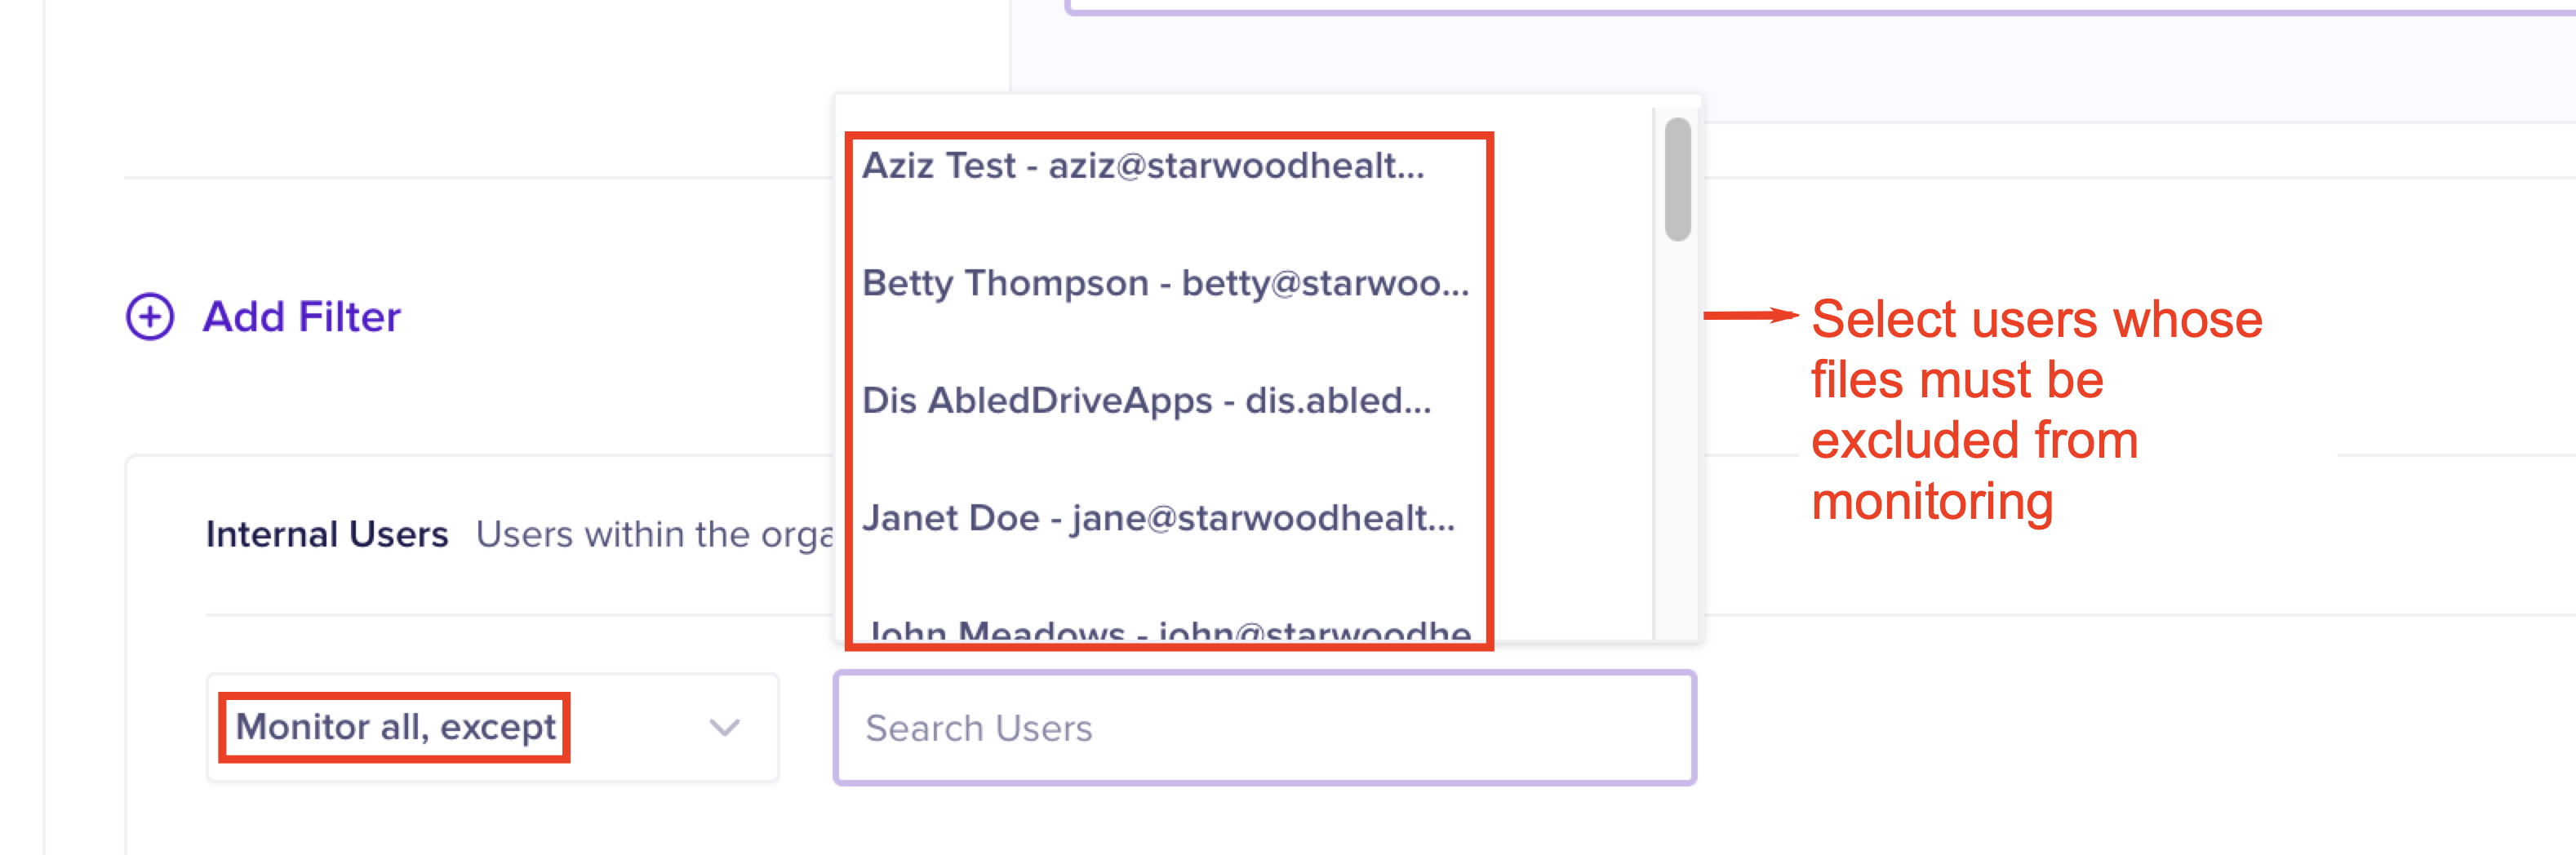 Aziz Test - aziz@starwoodhealt...
Betty Thompson - betty@starwoo...
Dis AbledDriveApps - dis.abled...
Janet Doe - jane@starwoodhealt...
John Meadows - john@starwoodhe
Add Filter
Select users whose
files must be
excluded from
monitoring
Internal Users Users within the orga
Monitor all, except
Search Users